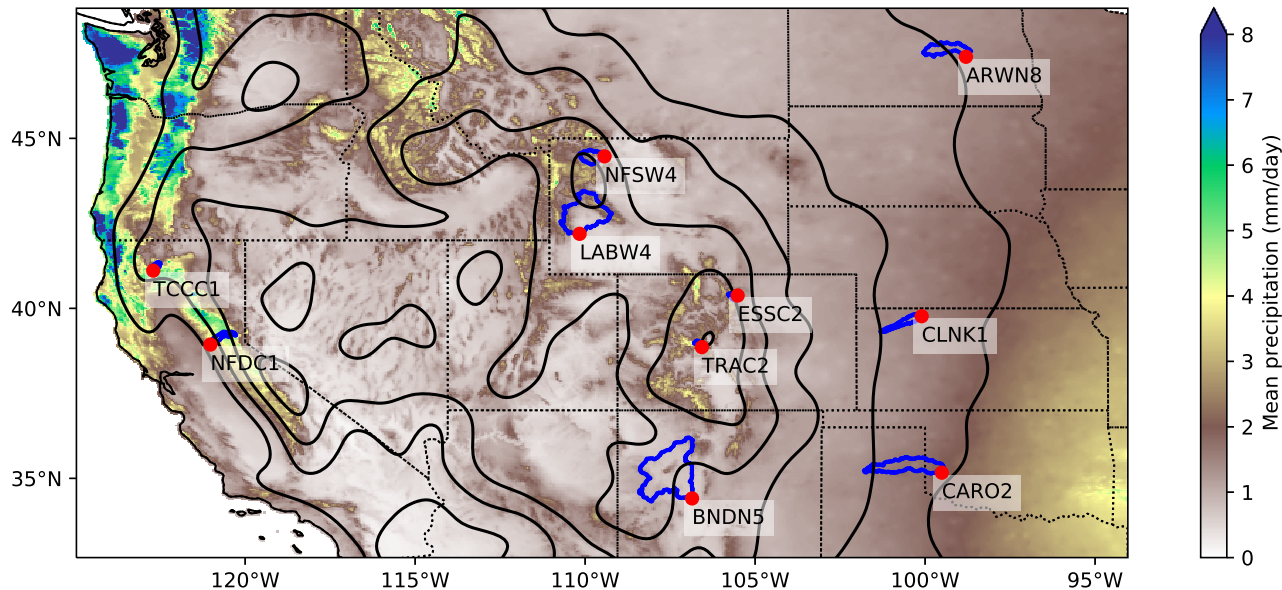 ARWN8
NFSW4
LABW4
TCCC1
NFDC1
ESSC2
TRAC2
CLNK1
CARO2
BNDN5
45°N
40°N
35°N
120°W
115°W
110°W
105°W
100°W
95°W
8
7
6
5
4
3
2
1
0
Mean precipitation (mm/day)